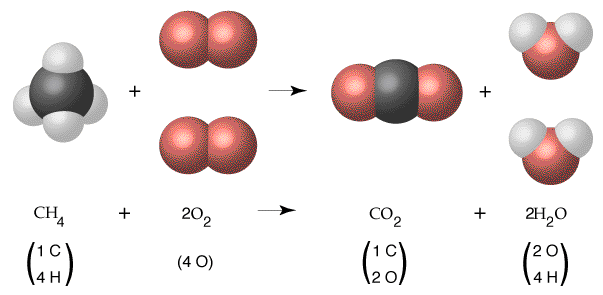 + +
CH₄ + 2O₂ CO₂ + 2H₂O
1 C (4 O) 1 C 2 O
4 H 2 O 4 H